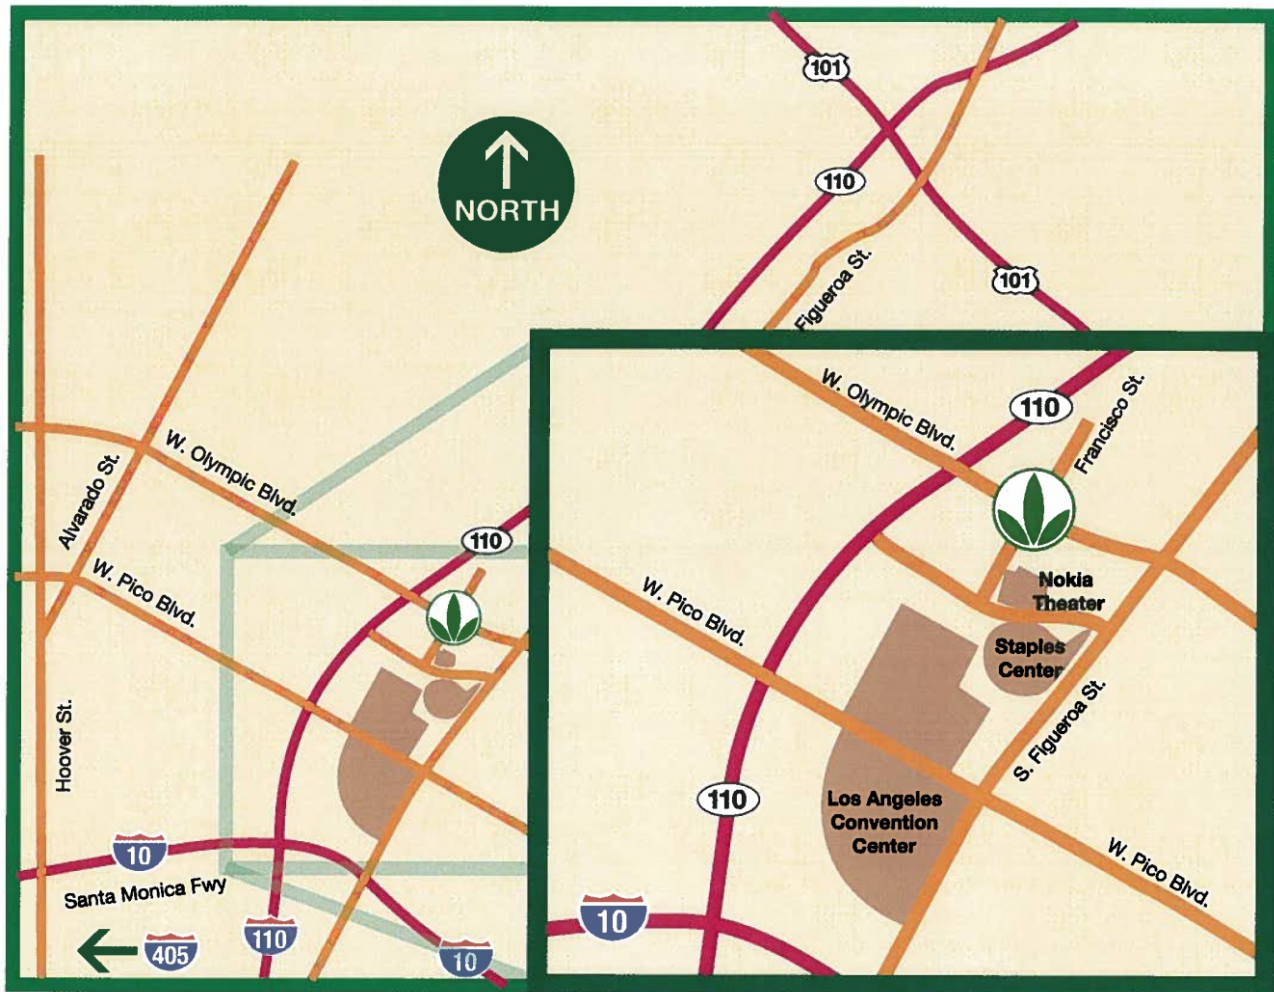 101
110
NORTH
Figueroa St.
101
W. Olympic Blvd.
Alvarado St.
110
W. Pico Blvd.
Hoover St.
10
Santa Monica Fwy
405
110
10
W. Olympic Blvd.
110
Francisco St.
Nokia
Theater
W. Pico Blvd.
Staples
Center
S. Figueroa St.
110
Los Angeles
Convention
Center
W. Pico Blvd.
10